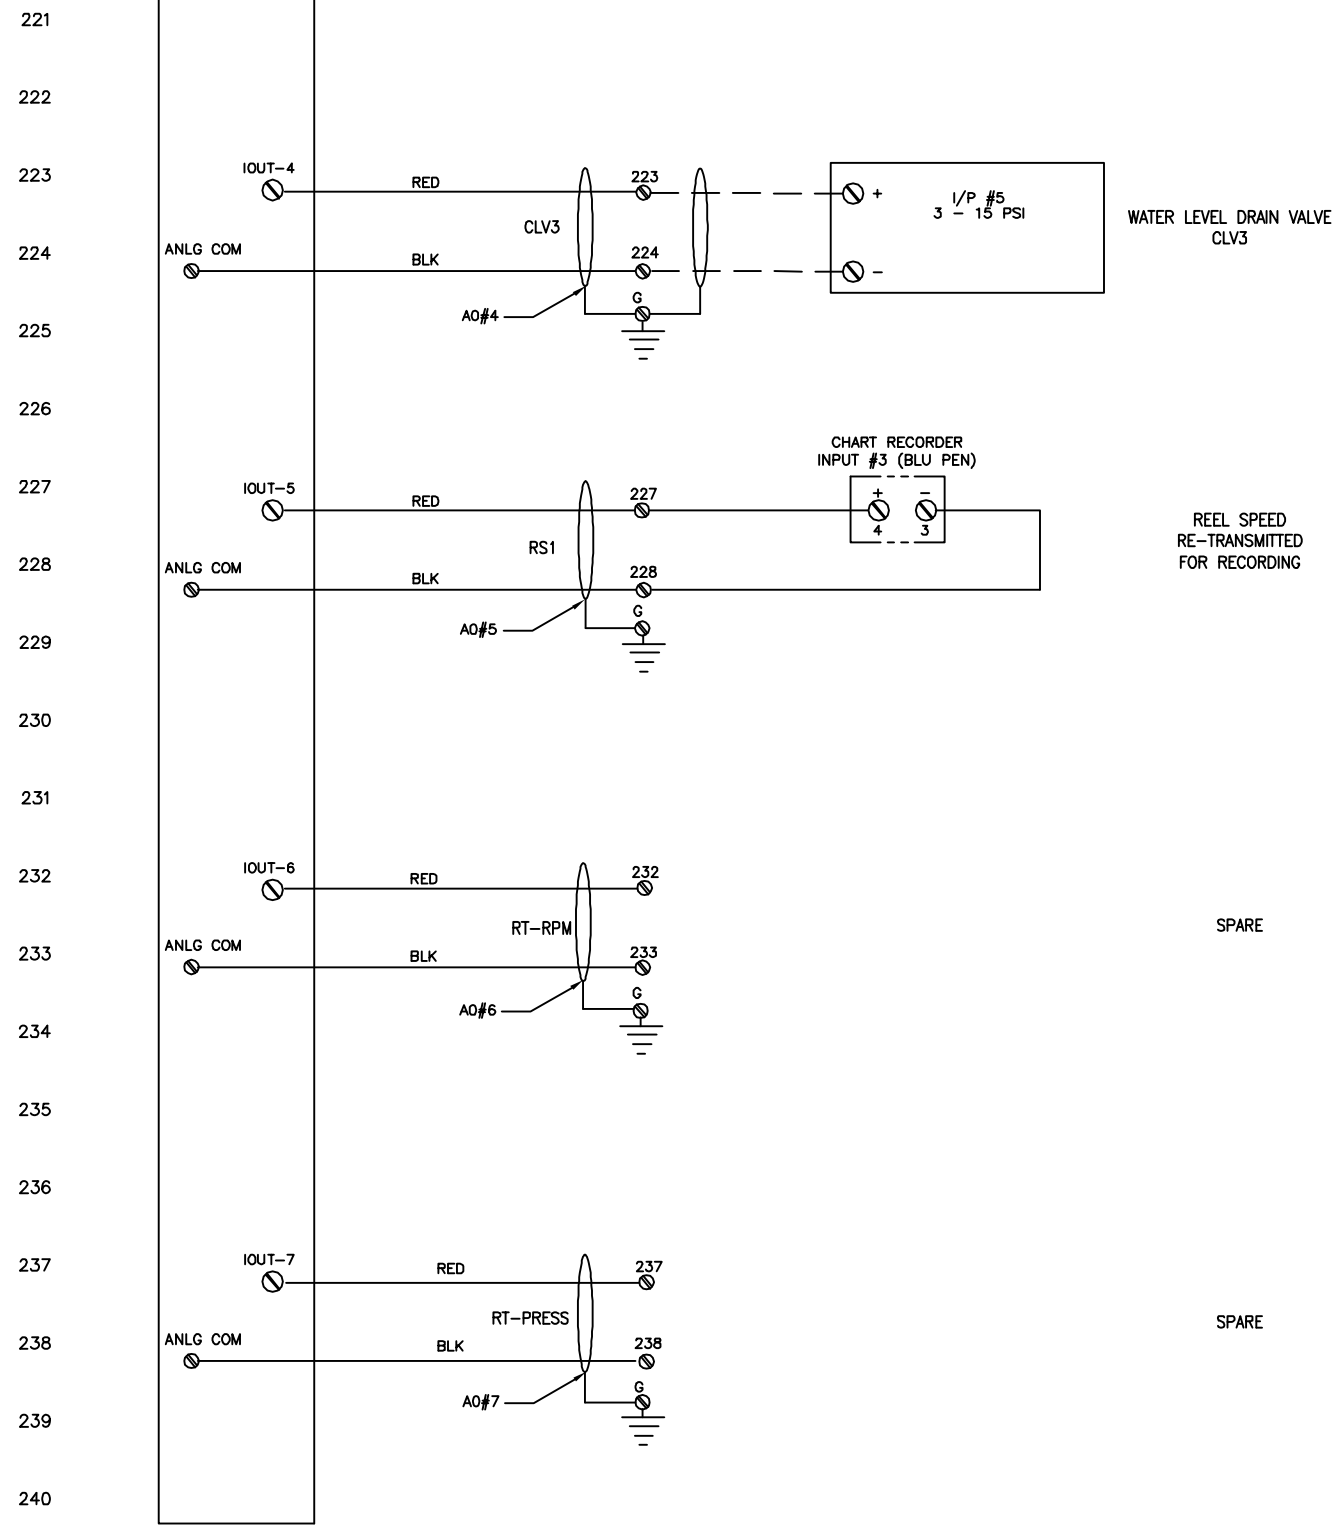 221
222
223
IOUT-4
RED
223
+
I/P #5
3 - 15 PSI
CLV3
WATER LEVEL DRAIN VALVE
CLV3
224
ANLG COM
BLK
224
-
G
AO#4
225
226
CHART RECORDER
INPUT #3 (BLU PEN)
227
IOUT-5
RED
227
+ -
4 3
REEL SPEED
RE-TRANSMITTED
FOR RECORDING
RS1
228
ANLG COM
BLK
228
G
AO#5
229
230
231
232
IOUT-6
RED
232
RT-RPM
SPARE
233
ANLG COM
BLK
233
G
AO#6
234
235
236
237
IOUT-7
RED
237
RT-PRESS
SPARE
238
ANLG COM
BLK
238
G
AO#7
239
240